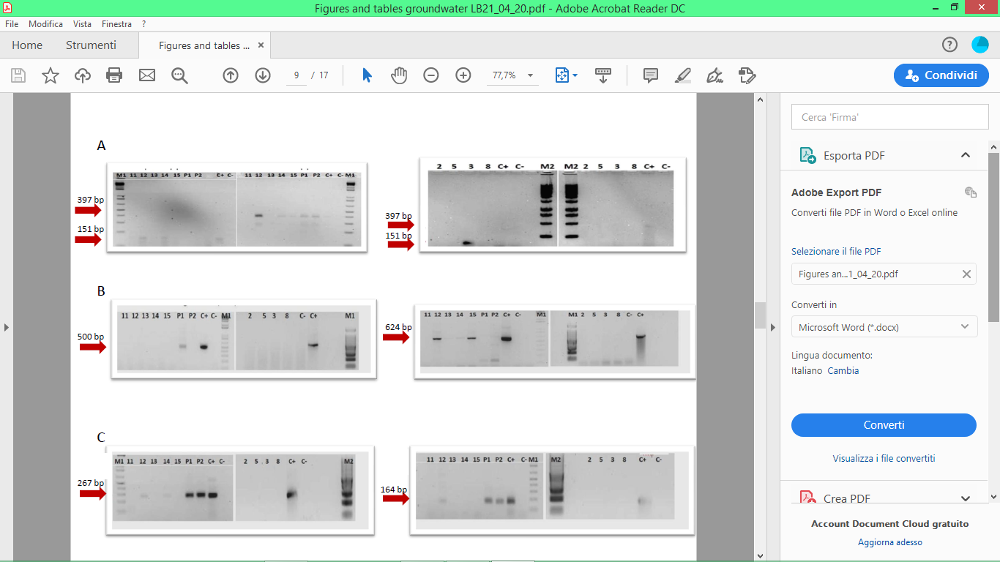 Figures and tables groundwater LB21_04_20.pdf - Adobe Acrobat Reader DC
File Modifica Vista Finestra ?
Home Strumenti Figures and tables ... ×
9 / 17 77,7% Condividi
Cerca 'Firma'
Esporta PDF
Adobe Export PDF
Converti file PDF in Word o Excel online
Selezionare il file PDF
Figures an...1_04_20.pdf
Converti in
Microsoft Word (*.docx)
Lingua documento:
Italiano Cambia
Converti
Visualizza i file convertiti
Crea PDF
Account Document Cloud gratuito
Aggiorna adesso
A
M1 11 12 13 14 15 P1 P2 C+ C- 11 12 13 14 15 P1 P2 C+ C- M1
397 bp
151 bp
2 5 3 8 C+ C- M2 M2 2 5 3 8 C+ C-
397 bp
151 bp
B
11 12 13 14 15 P1 P2 C+ C- M1 2 5 3 8 C- C+ M1
500 bp
11 12 13 14 15 P1 P2 C+ C- M1 M1 2 5 3 8 C- C+
624 bp
C
M1 11 12 13 14 15 P1 P2 C+ C- 2 5 3 8 C+ C- M2
267 bp
11 12 13 14 15 P1 P2 C+ C- M1 M2 2 5 3 8 C+ C-
164 bp